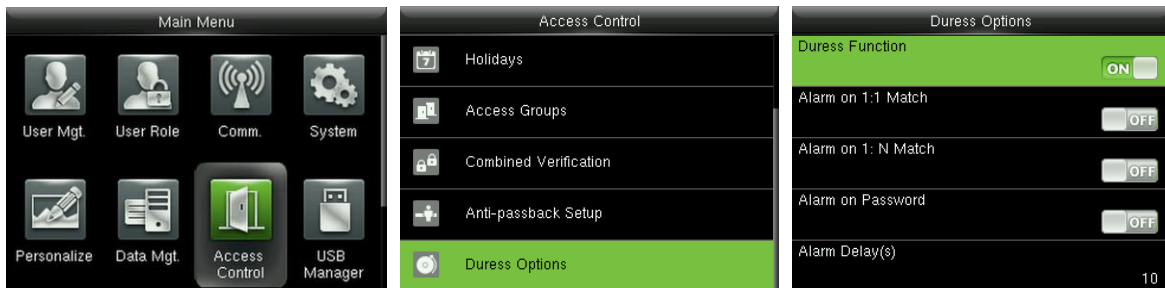 Main Menu
User Mgt.
User Role
Comm.
System
Personalize
Data Mgt.
Access
Control
USB
Manager
Access Control
7
Holidays
Access Groups
Combined Verification
Anti-passback Setup
Duress Options
Duress Options
Duress Function
ON
Alarm on 1:1 Match
OFF
Alarm on 1: N Match
OFF
Alarm on Password
OFF
Alarm Delay(s)
10